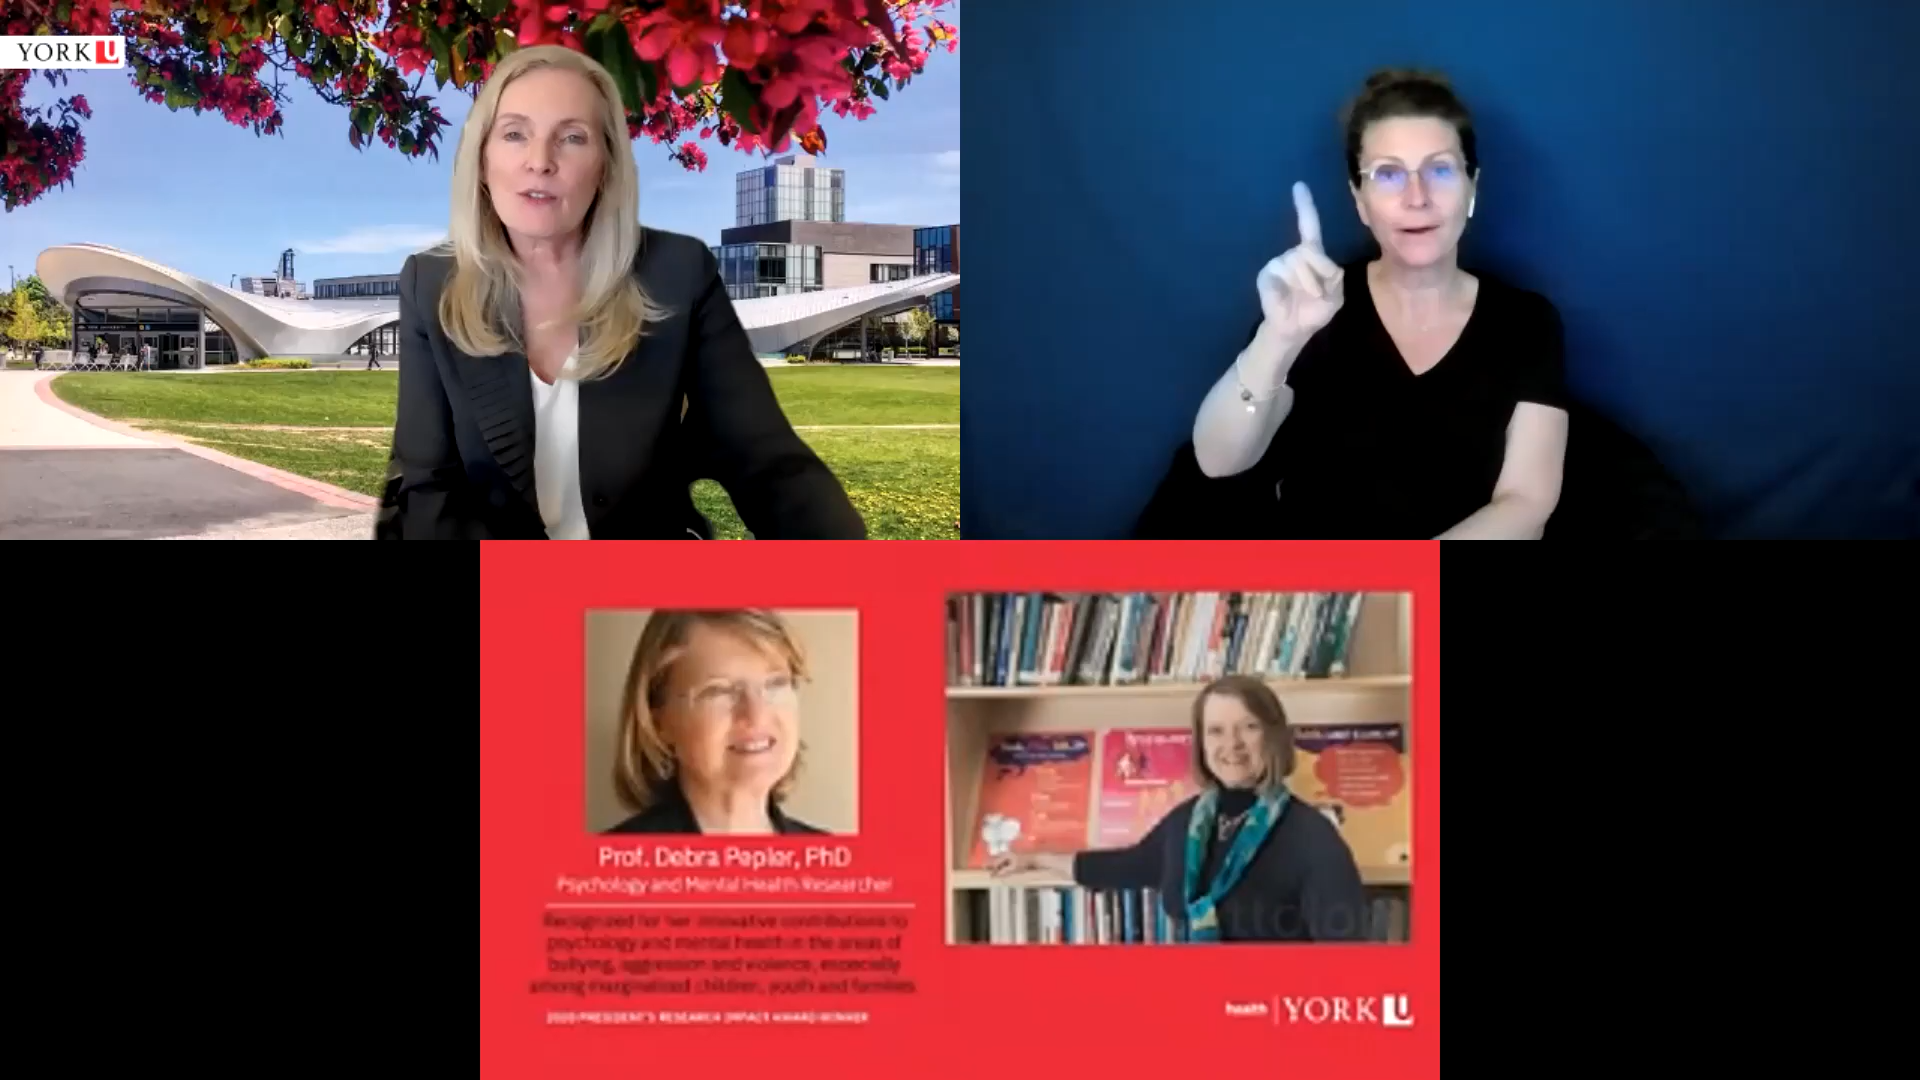 YORK U
Prof. Debra Pepler, PhD
Psychology and Mental Health Researcher
Recognized for her innovative contributions to
psychology and mental health in the areas of
bullying, aggression and violence, especially
among marginalized children, youth and families
2020 PRESIDENT'S RESEARCH IMPACT AWARD WINNER
health | YORK U